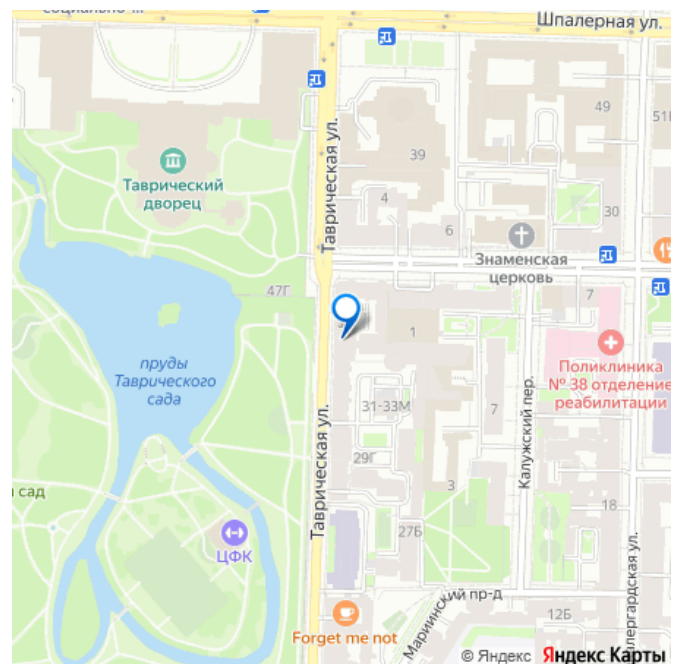 Шпалерная ул.
49
39
Таврическая ул.
Таврический
дворец
4
6
30
Знаменская
церковь
47Г
7
1
пруды
Таврического
сада
Поликлиника
№ 38 отделение
реабилитации
31-33М
7
Калужский пер.
29Г
Таврическая ул.
3
сад
18
ЦФК
27Б
Мариинский пр-д
12Б
Forget me not
© Яндекс Яндекс Карты